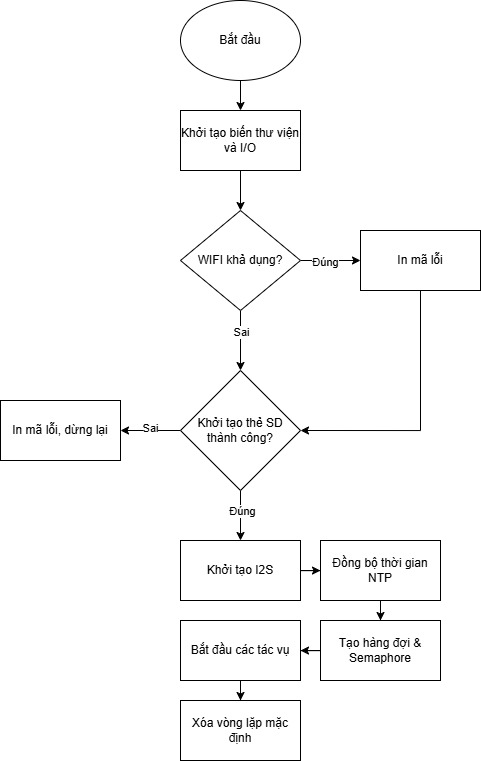 Bắt đầu
Khởi tạo biến thư viện
và I/O
WIFI khả dụng?
Đúng
In mã lỗi
Sai
Khởi tạo thẻ SD
thành công?
Sai
In mã lỗi, dừng lại
Đúng
Khởi tạo I2S
Đồng bộ thời gian
NTP
Tạo hàng đợi &
Semaphore
Bắt đầu các tác vụ
Xóa vòng lặp mặc
định